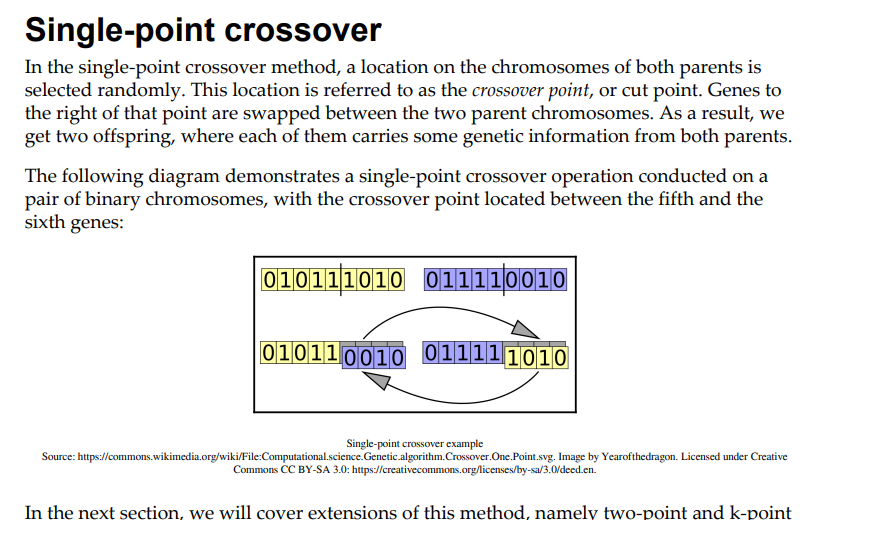 Single-point crossover
In the single-point crossover method, a location on the chromosomes of both parents is
selected randomly. This location is referred to as the crossover point, or cut point. Genes to
the right of that point are swapped between the two parent chromosomes. As a result, we
get two offspring, where each of them carries some genetic information from both parents.
The following diagram demonstrates a single-point crossover operation conducted on a
pair of binary chromosomes, with the crossover point located between the fifth and the
sixth genes:
010111010 011110010
010110010 011111010
Single-point crossover example
Source: https://commons.wikimedia.org/wiki/File:Computational.science.Genetic.algorithm.Crossover.One.Point.svg. Image by Yearofthedragon. Licensed under Creative
Commons CC BY-SA 3.0: https://creativecommons.org/licenses/by-sa/3.0/deed.en.
In the next section, we will cover extensions of this method, namely two-point and k-point